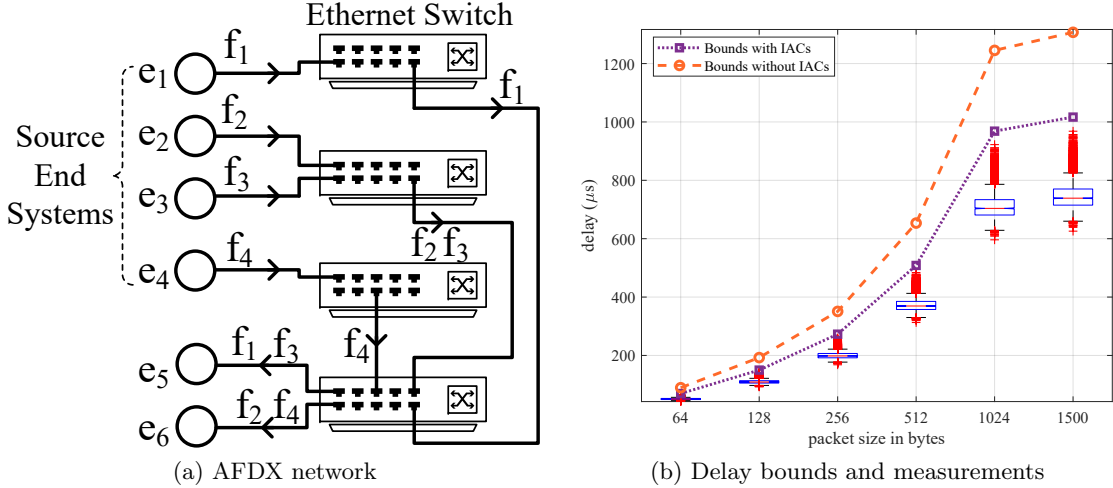 Ethernet Switch
f1
e1
f1
f2
e2
Source
End
Systems
f3
e3
f2 f3
f4
e4
f4
f1 f3
e5
f2 f4
e6
(a) AFDX network
Bounds with IACs
Bounds without IACs
1200
1000
800
600
400
200
delay (μs)
64 128 256 512 1024 1500
packet size in bytes
(b) Delay bounds and measurements